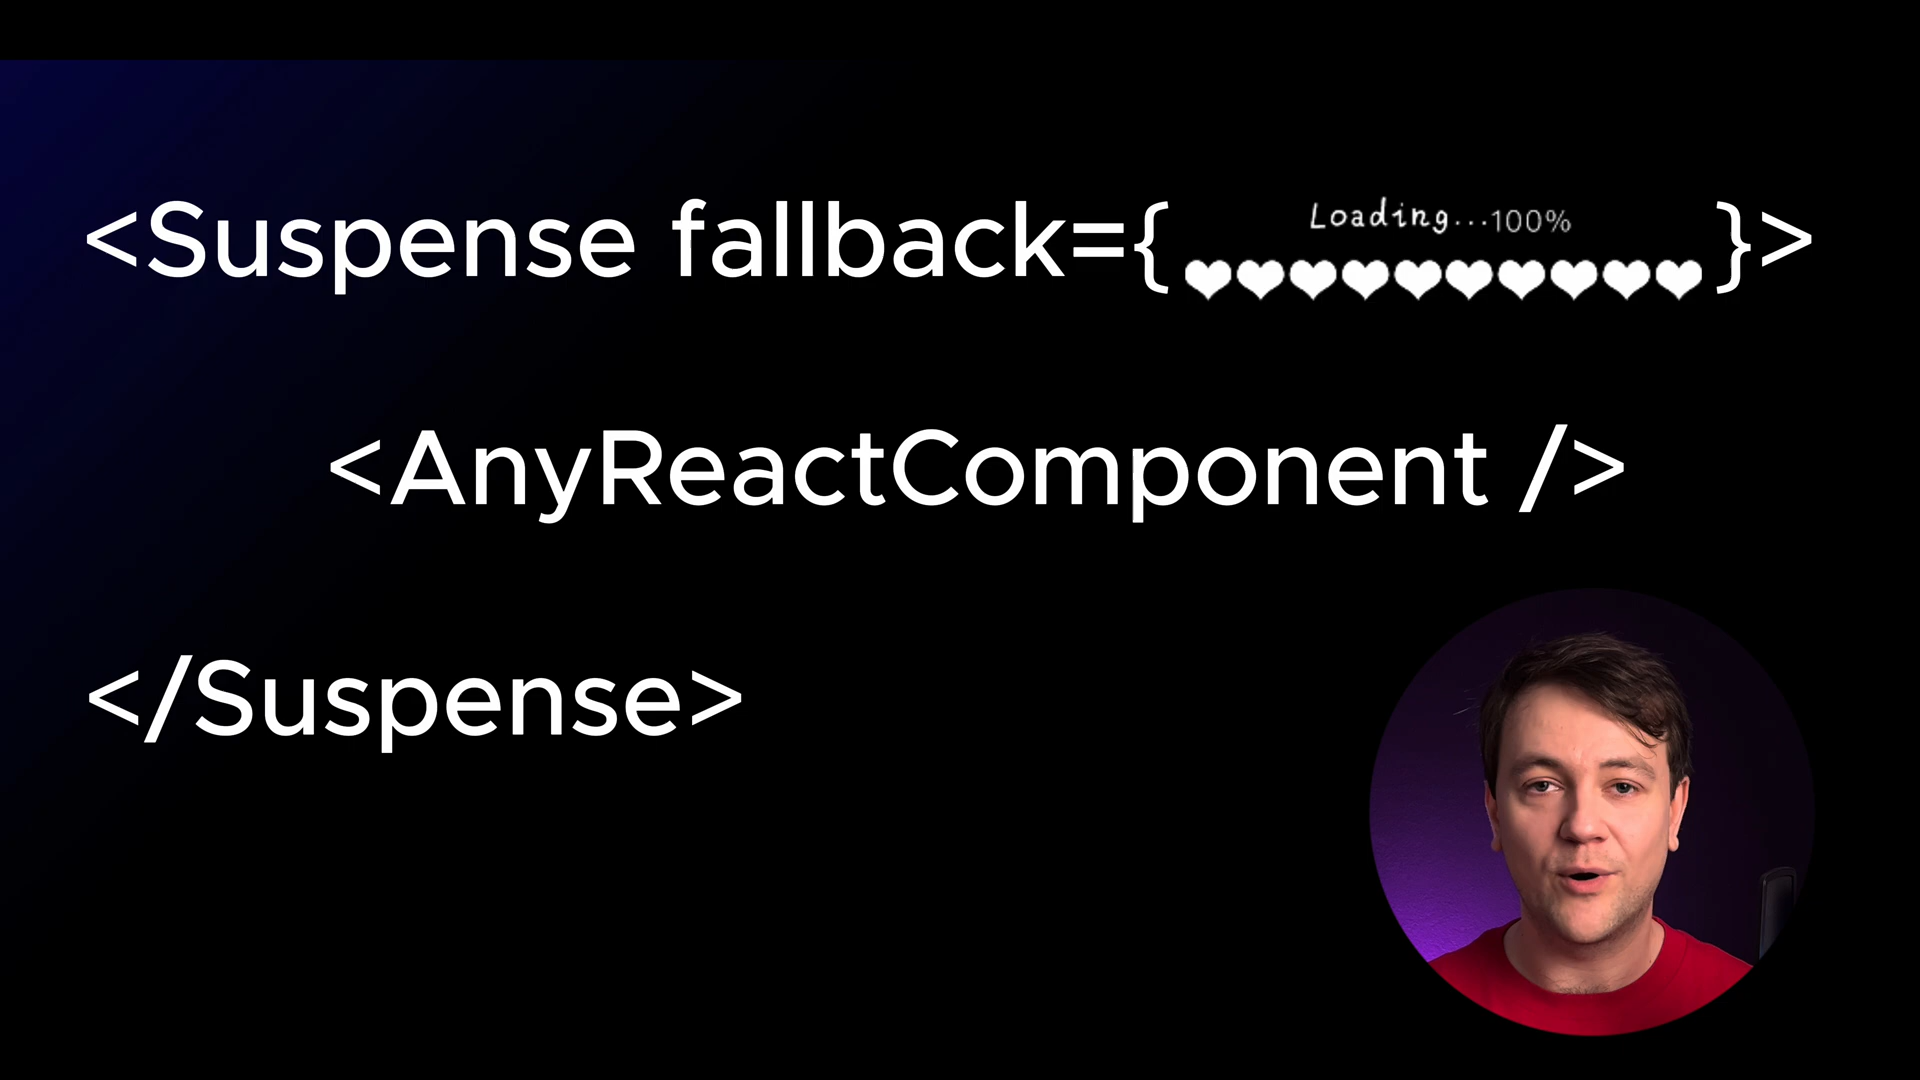 <Suspense fallback={ Loading...100% }>
<AnyReactComponent />
</Suspense>